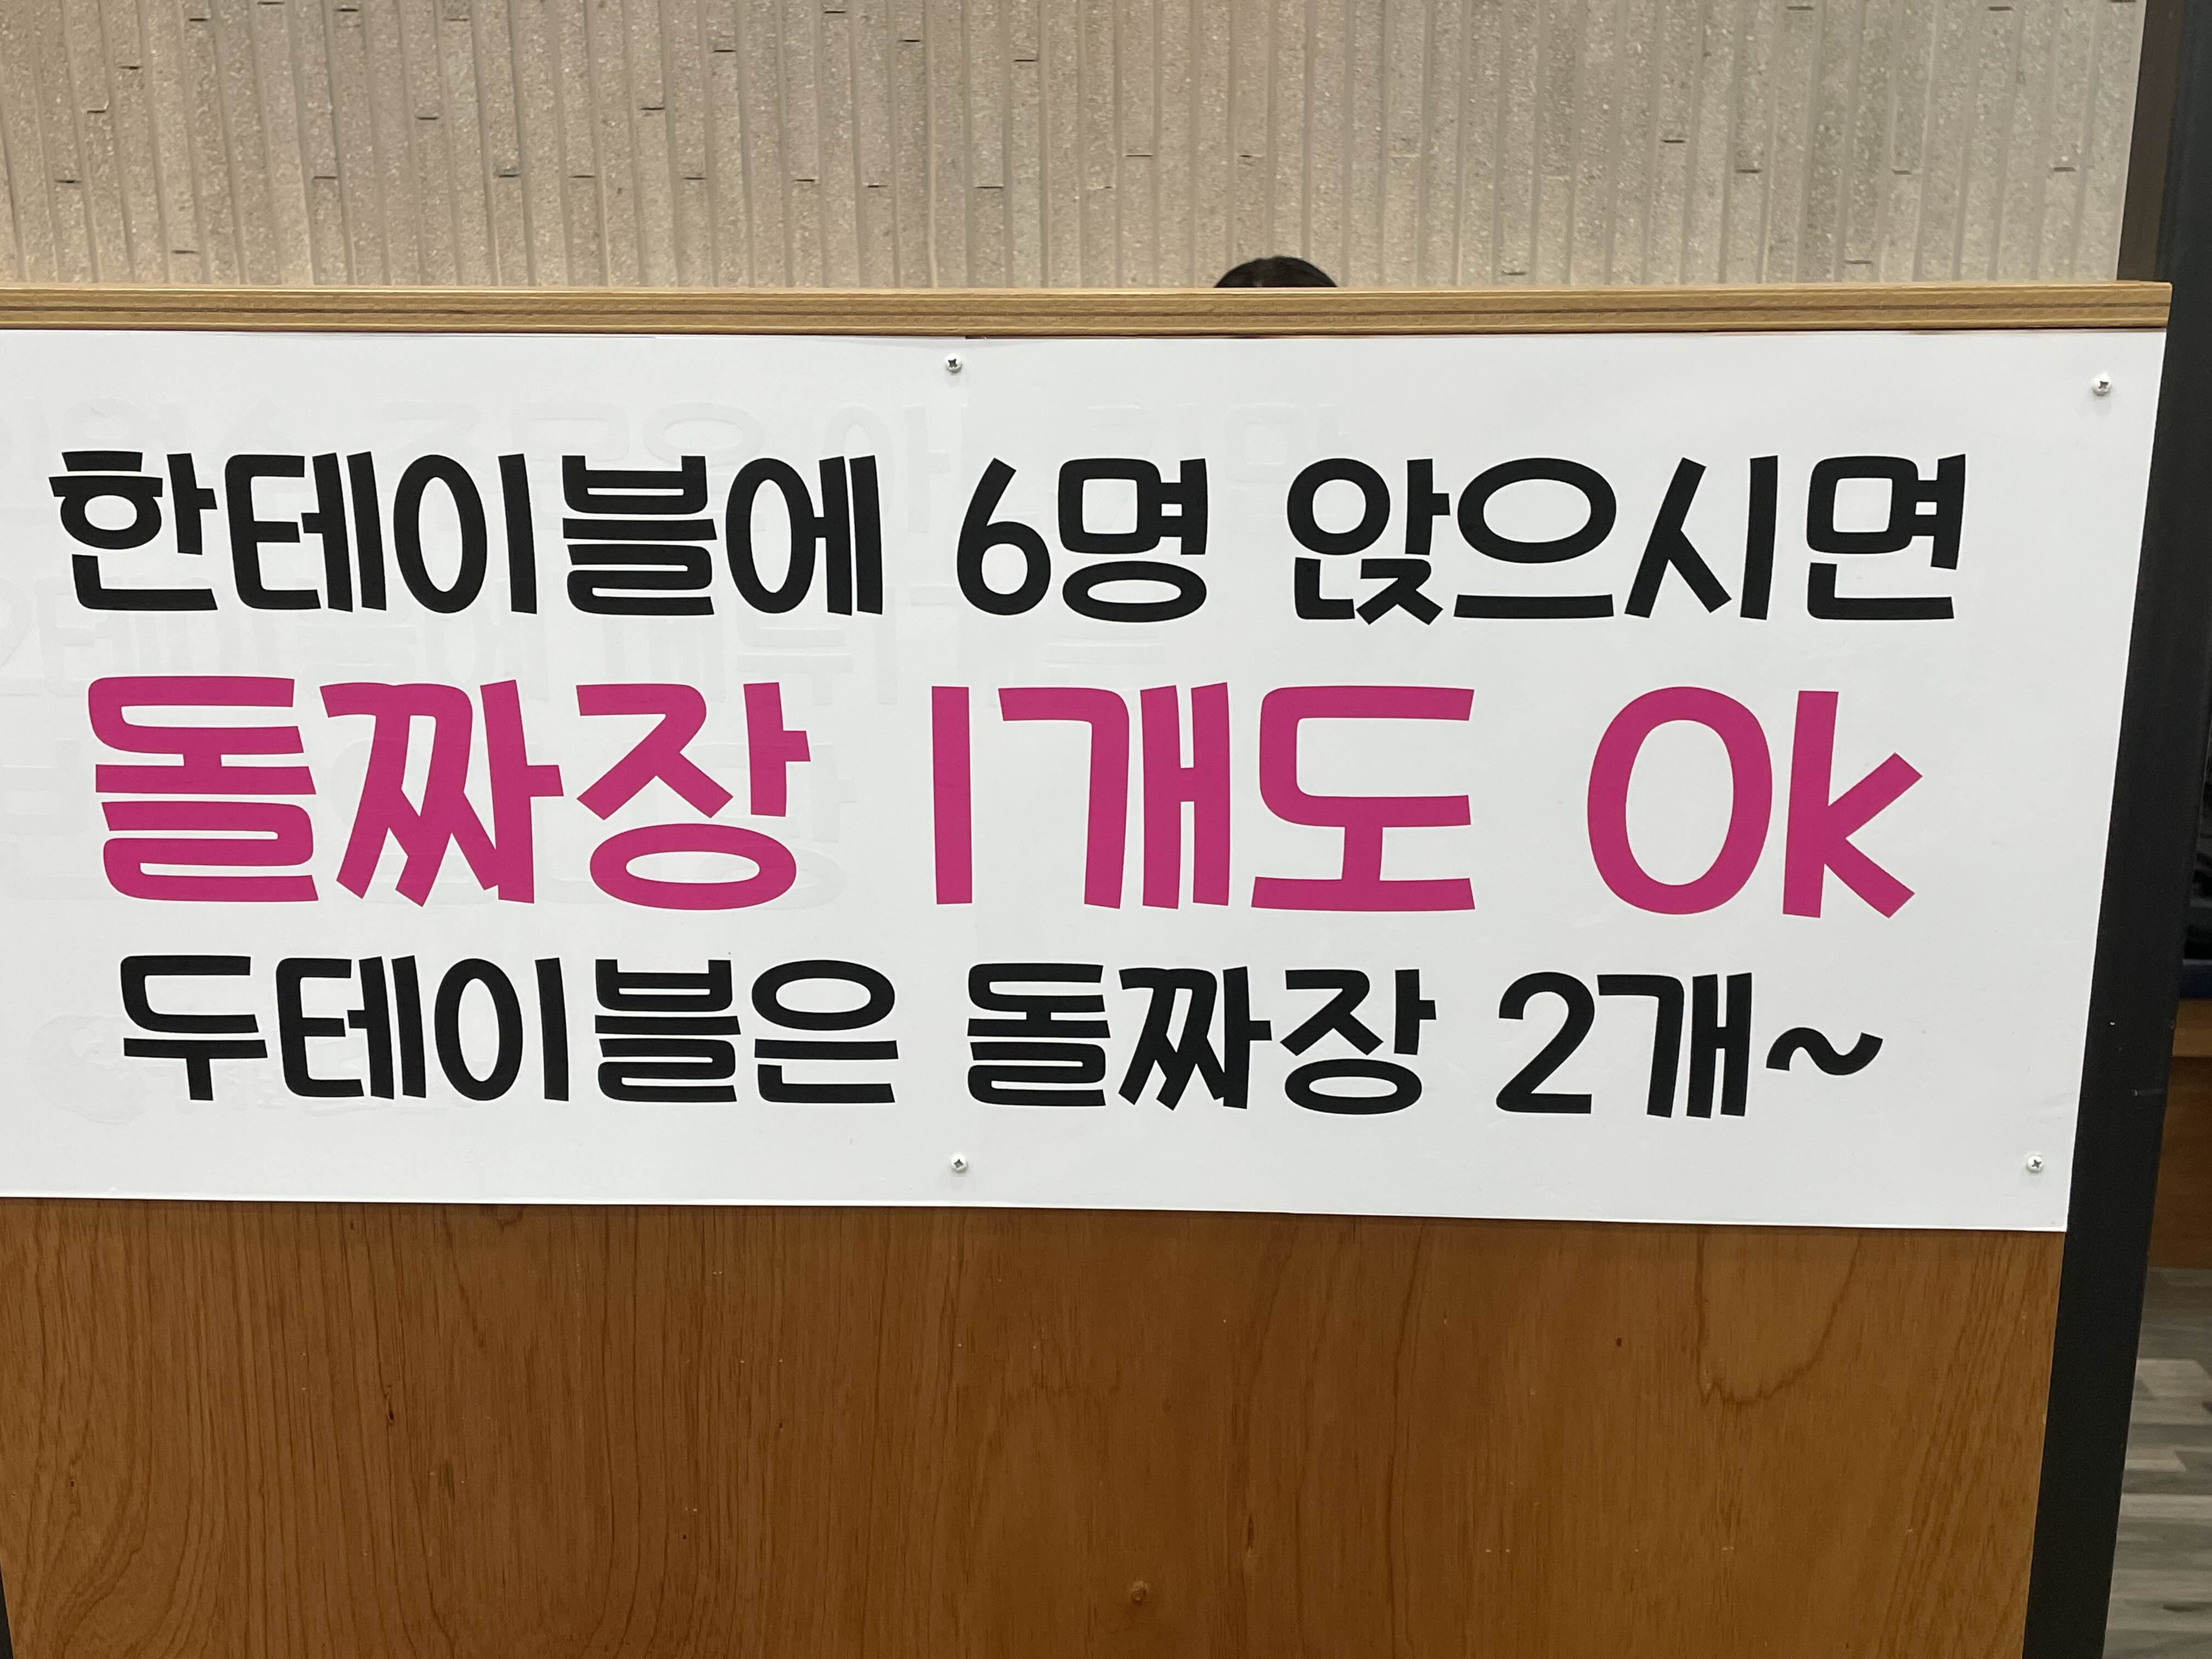 한테이블에 6명 앉으시면
돌짜장 1개도 Ok
두테이블은 돌짜장 2개~